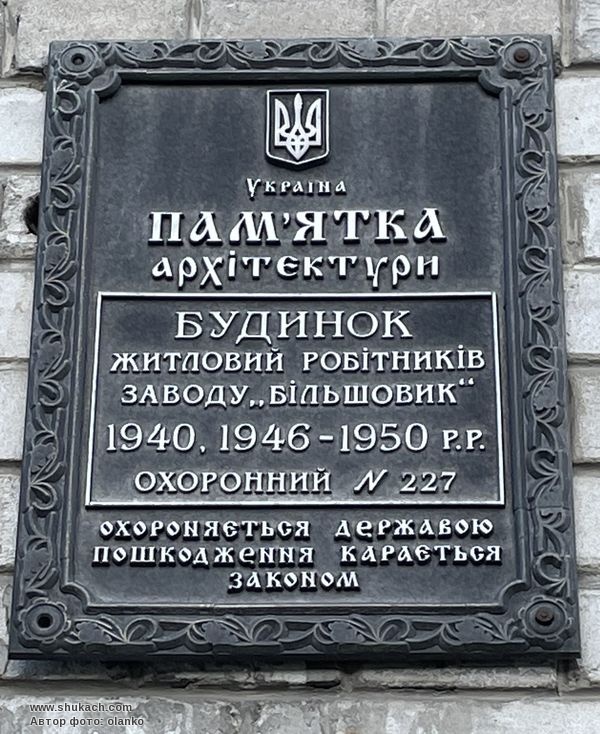 Україна
ПАМ'ЯТКА
архітектури
БУДИНОК
ЖИТЛОВИЙ РОБІТНИКІВ
ЗАВОДУ „БІЛЬШОВИК“
1940, 1946-1950 Р.Р.
ОХОРОННИЙ N 227
ОХОРОНЯЄТЬСЯ ДЕРЖАВОЮ
ПОШКОДЖЕННЯ КАРАЄТЬСЯ
ЗАКОНОМ
www.shukach.com
Автор фото: olanko